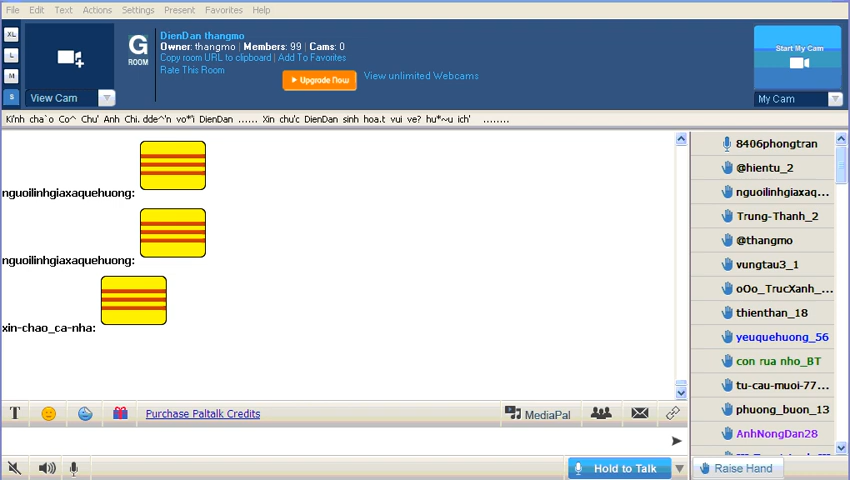 File Edit Text Actions Settings Present Favorites Help
XL
L
M
S
View Cam
G
ROOM
DienDan thangmo
Owner: thangmo | Members: 99 | Cams: 0
Copy room URL to clipboard | Add To Favorites
Rate This Room
Upgrade Now
View unlimited Webcams
Start My Cam
My Cam
Ki'nh cha`o Co^ Chu' Anh Chi. dde^'n vo*'i DienDan ...... Xin chu'c DienDan sinh hoa.t vui ve? hu*~u ich' ........
nguoilinhgiaxaquehuong:
nguoilinhgiaxaquehuong:
xin-chao_ca-nha:
8406phongtran
@hientu_2
nguoilinhgiaxaq...
Trung-Thanh_2
@thangmo
vungtau3_1
oOo_TrucXanh_...
thienthan_18
yeuquehuong_56
con rua nho_BT
tu-cau-muoi-77...
phuong_buon_13
AnhNongDan28
T
Purchase Paltalk Credits
MediaPal
Hold to Talk
Raise Hand